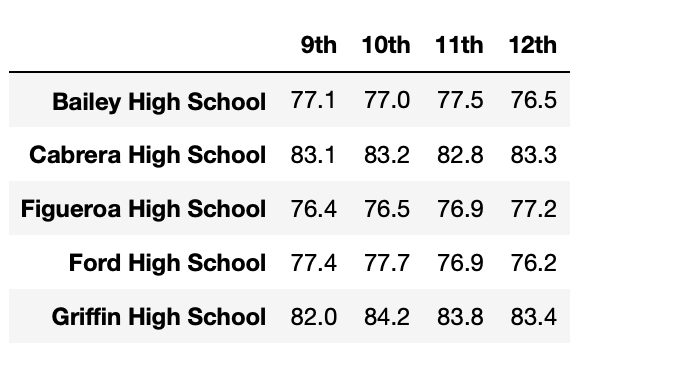 9th 10th 11th 12th
Bailey High School 77.1 77.0 77.5 76.5
Cabrera High School 83.1 83.2 82.8 83.3
Figueroa High School 76.4 76.5 76.9 77.2
Ford High School 77.4 77.7 76.9 76.2
Griffin High School 82.0 84.2 83.8 83.4